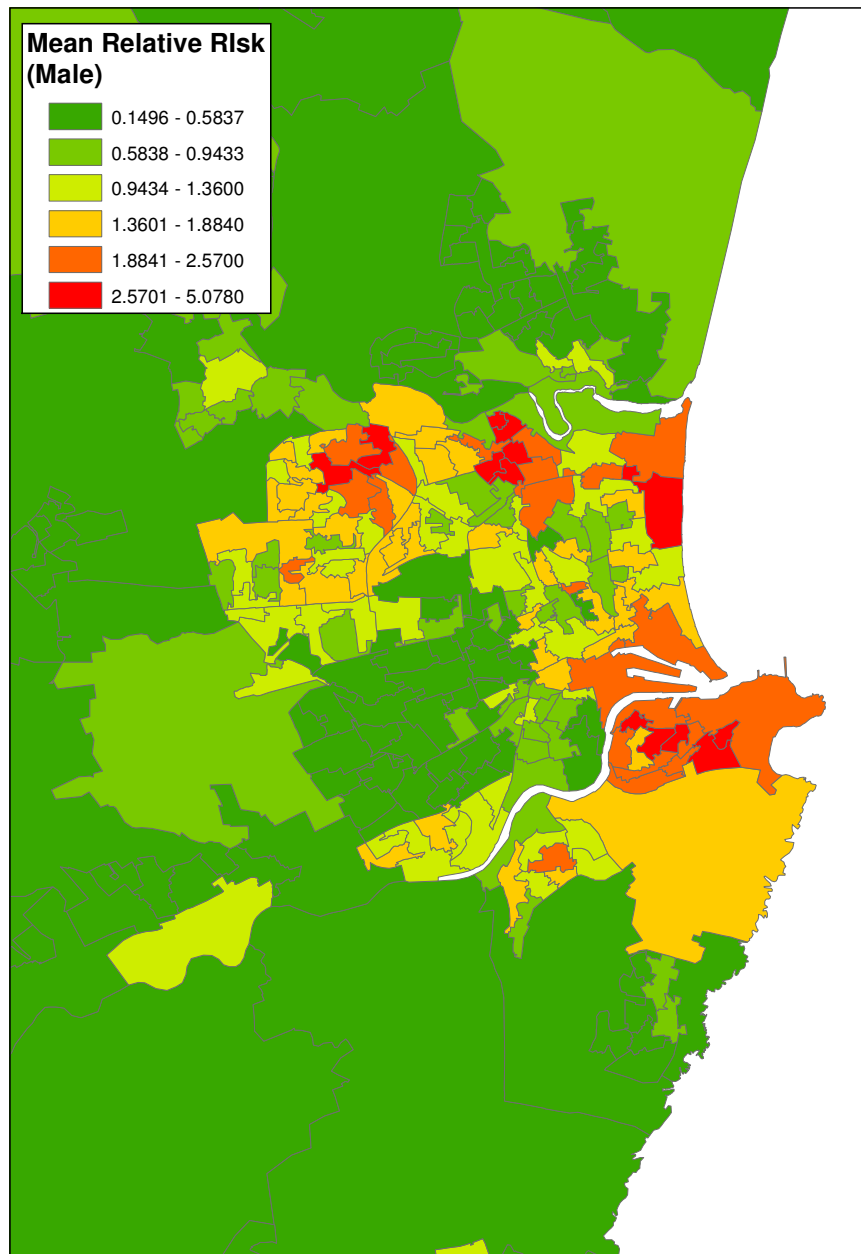 Mean Relative RIsk
(Male)
0.1496 - 0.5837
0.5838 - 0.9433
0.9434 - 1.3600
1.3601 - 1.8840
1.8841 - 2.5700
2.5701 - 5.0780